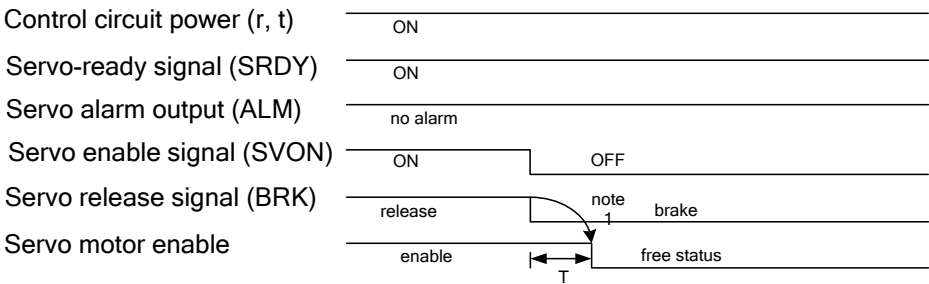 Control circuit power (r, t)
ON
Servo-ready signal (SRDY)
ON
Servo alarm output (ALM)
no alarm
Servo enable signal (SVON)
ON
OFF
Servo release signal (BRK)
release
note
1
brake
Servo motor enable
enable
free status
T